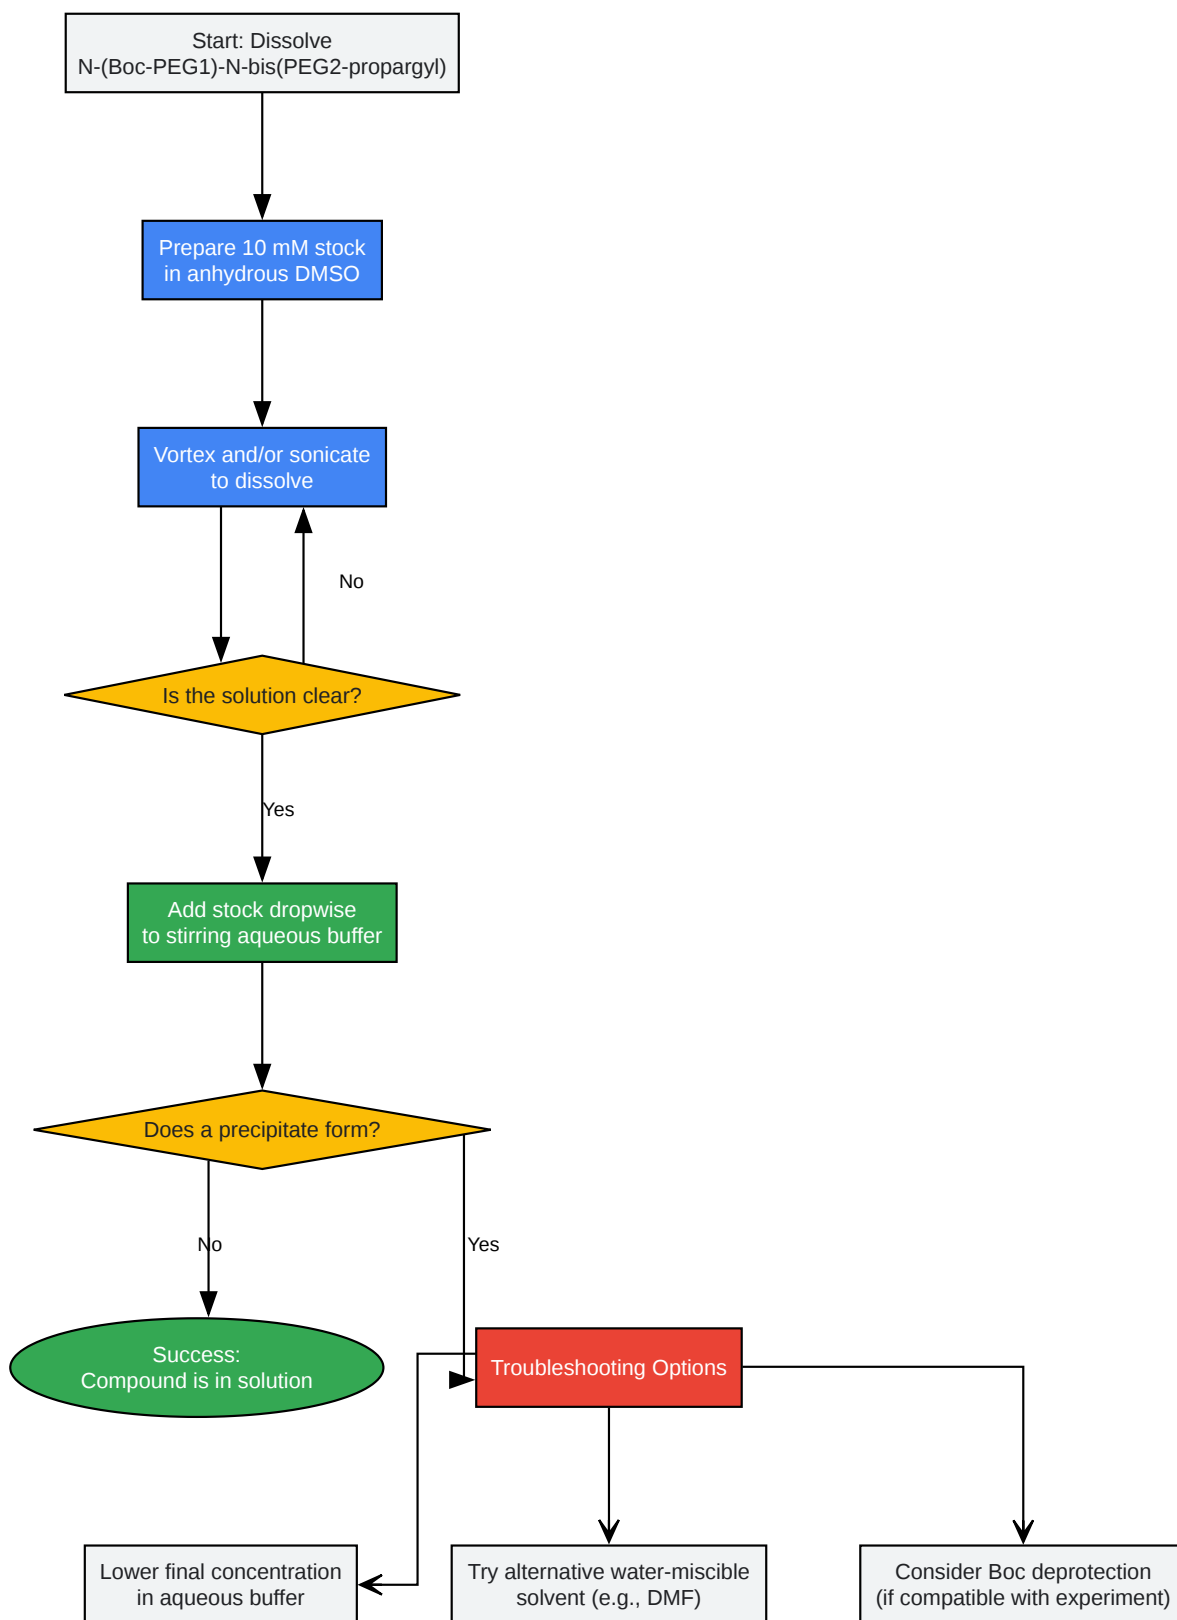 Start: Dissolve
N-(Boc-PEG1)-N-bis(PEG2-propargyl)
Prepare 10 mM stock
in anhydrous DMSO
Vortex and/or sonicate
to dissolve
No
Is the solution clear?
Yes
Add stock dropwise
to stirring aqueous buffer
Does a precipitate form?
No
Yes
Success:
Compound is in solution
Troubleshooting Options
Lower final concentration
in aqueous buffer
Try alternative water-miscible
solvent (e.g., DMF)
Consider Boc deprotection
(if compatible with experiment)